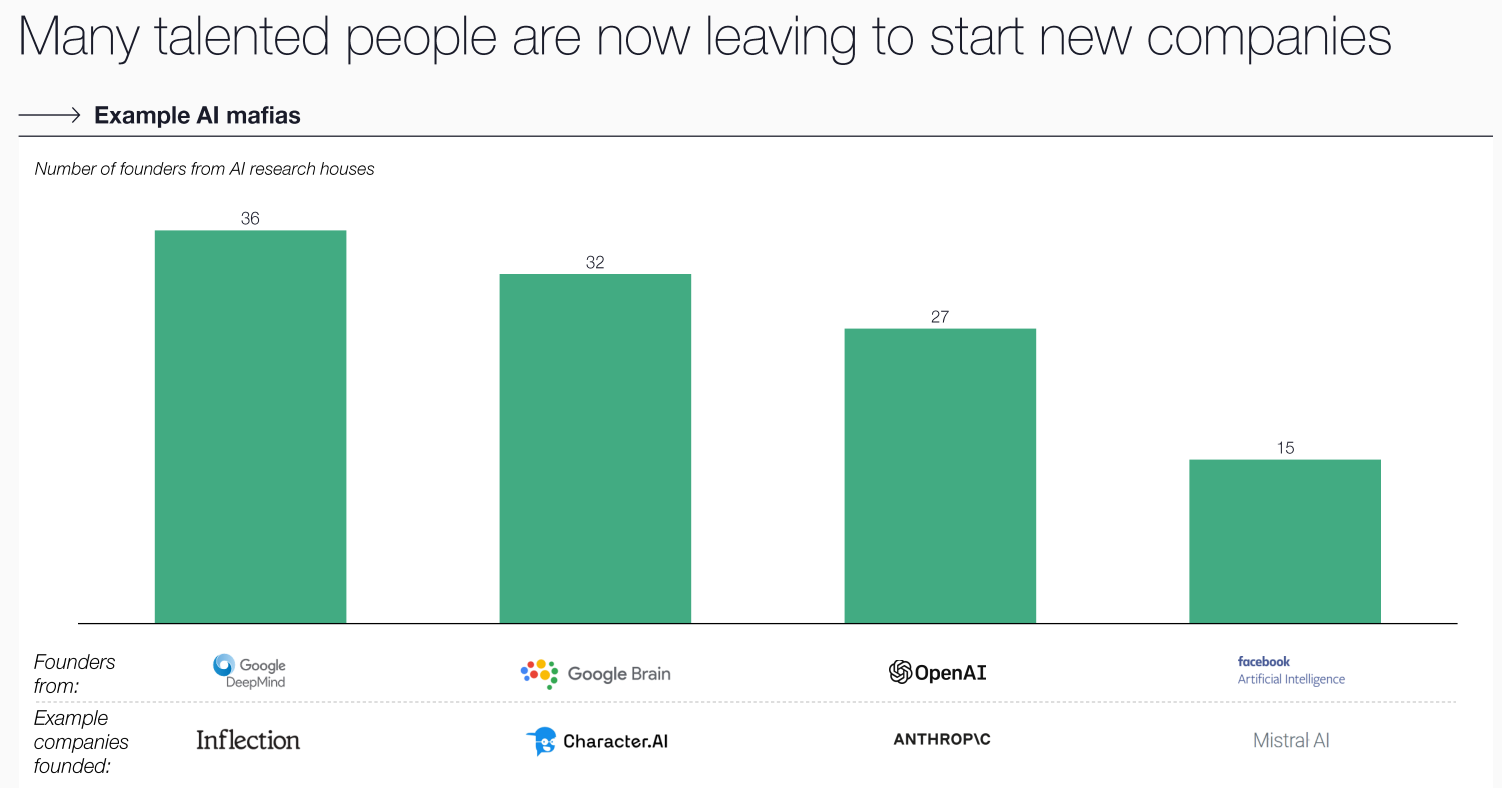 Many talented people are now leaving to start new companies
Example AI mafias
Number of founders from AI research houses
36
32
27
15
Founders
from:
Google
DeepMind
Google Brain
OpenAI
facebook
Artificial Intelligence
Example
companies
founded:
Inflection
Character.AI
ANTHROP\C
Mistral AI